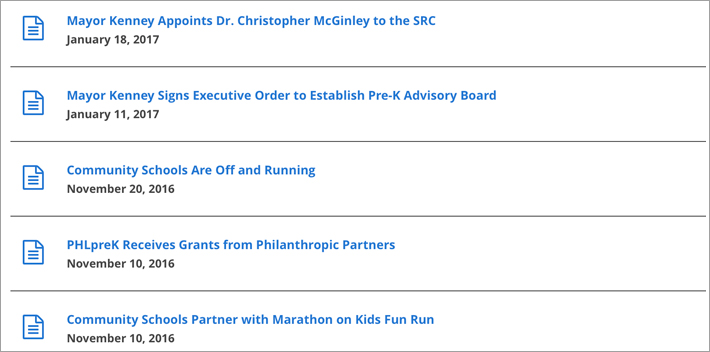 Mayor Kenney Appoints Dr. Christopher McGinley to the SRC
January 18, 2017
Mayor Kenney Signs Executive Order to Establish Pre-K Advisory Board
January 11, 2017
Community Schools Are Off and Running
November 20, 2016
PHLpreK Receives Grants from Philanthropic Partners
November 10, 2016
Community Schools Partner with Marathon on Kids Fun Run
November 10, 2016